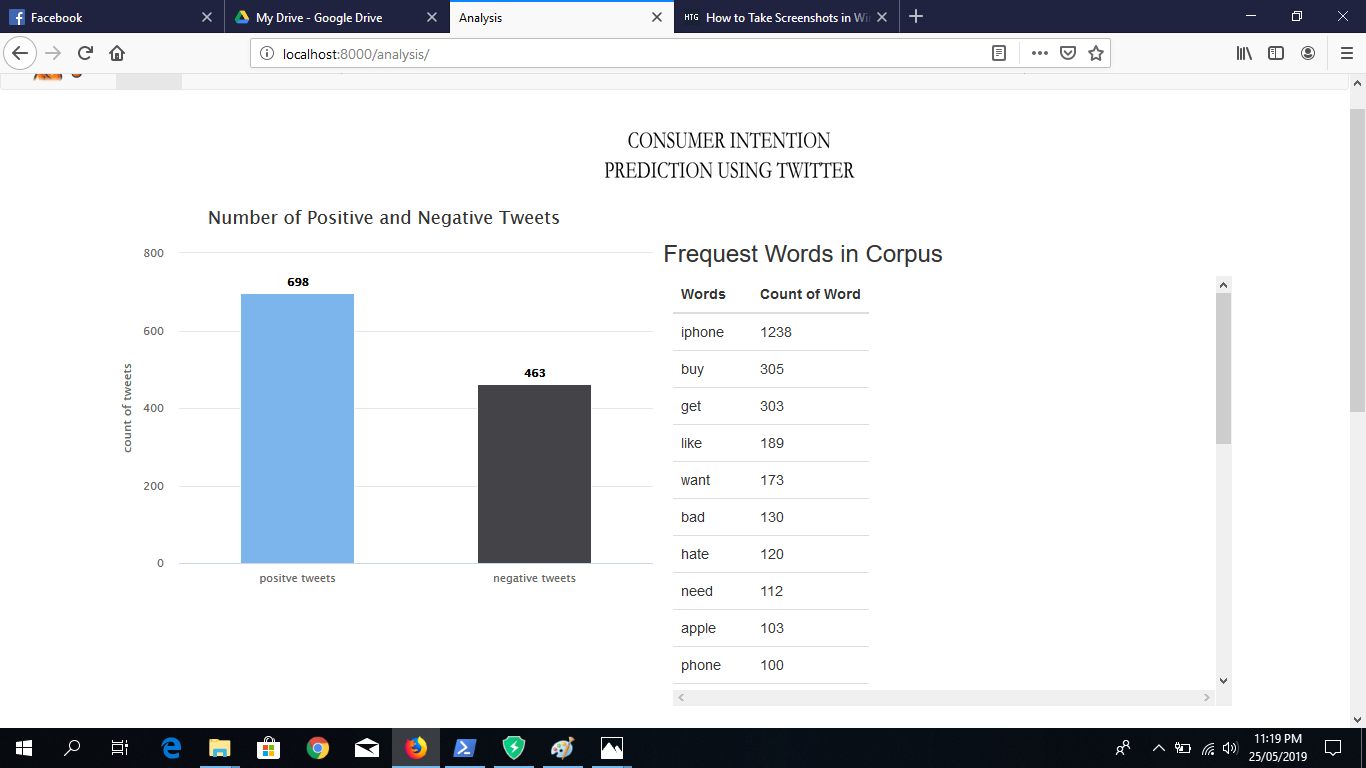 Facebook
My Drive - Google Drive
Analysis
HTG How to Take Screenshots in Wi
localhost:8000/analysis/
CONSUMER INTENTION
PREDICTION USING TWITTER
Number of Positive and Negative Tweets
800
600
400
200
0
count of tweets
698
463
positve tweets
negative tweets
Frequest Words in Corpus
Words Count of Word
iphone 1238
buy 305
get 303
like 189
want 173
bad 130
hate 120
need 112
apple 103
phone 100
11:19 PM
25/05/2019